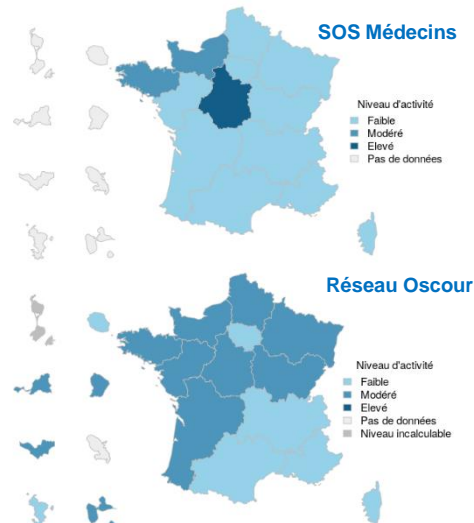 SOS Médecins
Niveau d'activité
Faible
Modéré
Elevé
Pas de données
Réseau Oscour
Niveau d'activité
Faible
Modéré
Elevé
Pas de données
Niveau incalculable